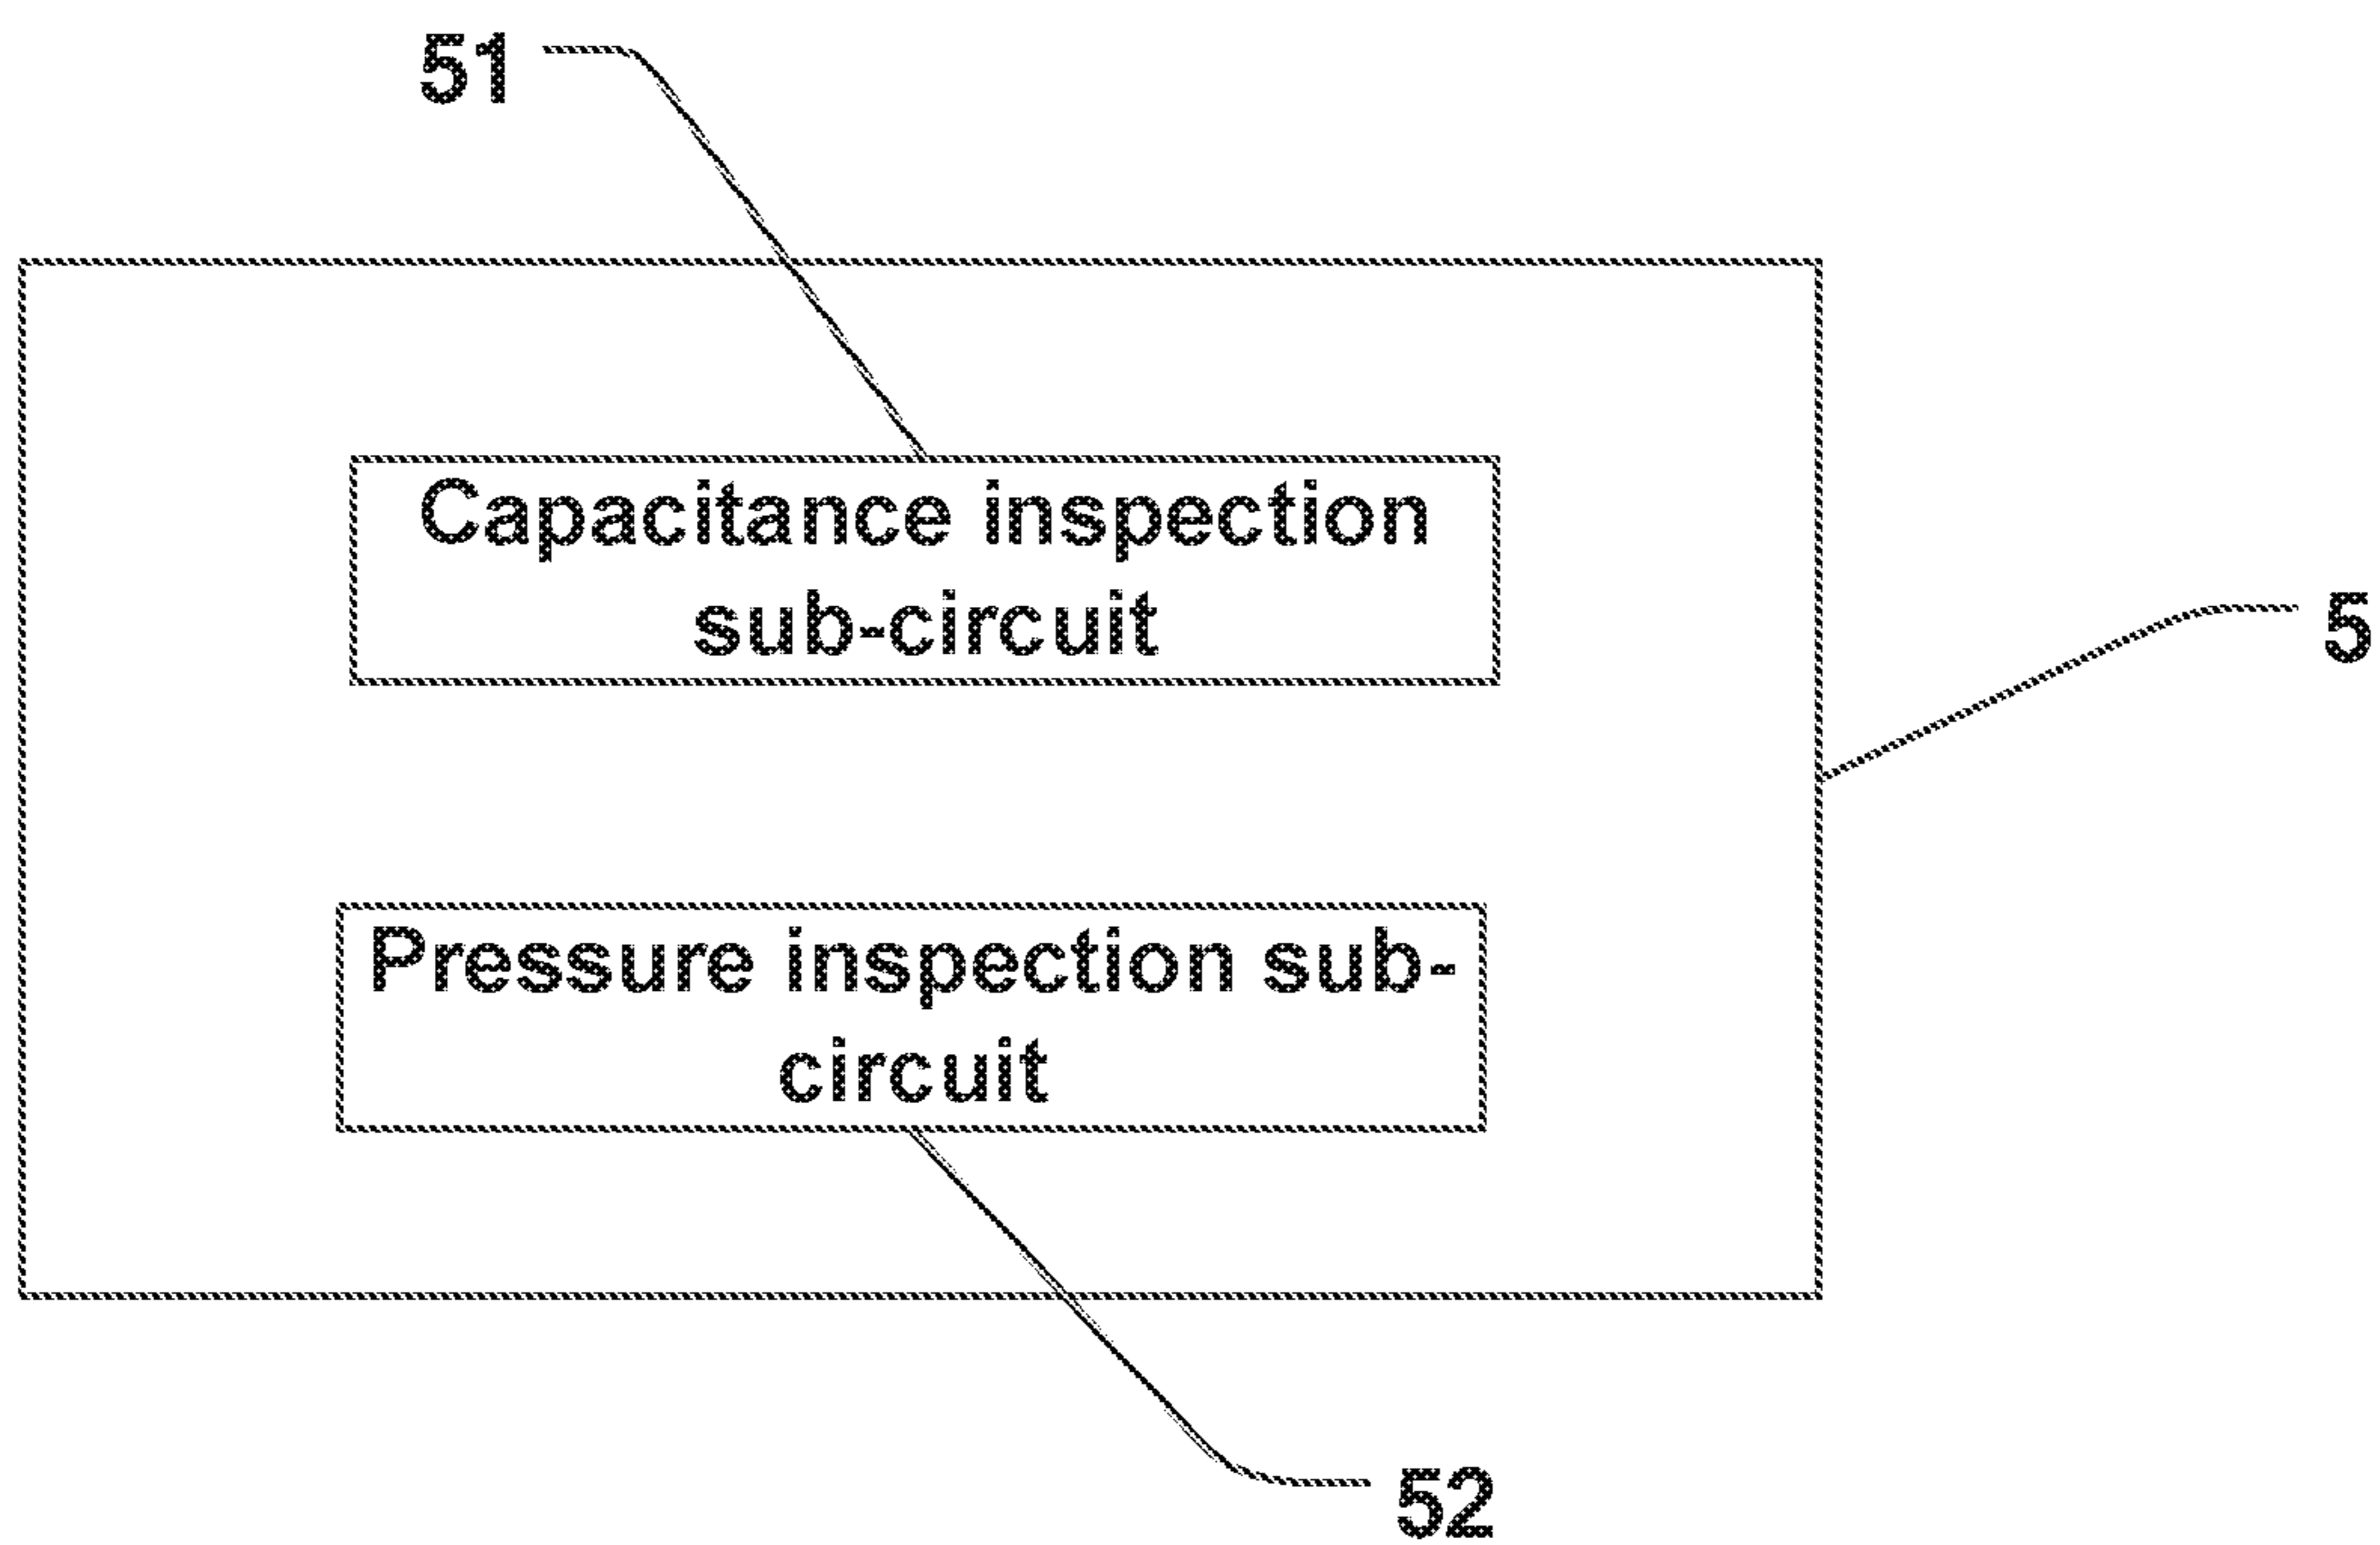 51
Capacitance inspection
sub-circuit
5
Pressure inspection sub-
circuit
52